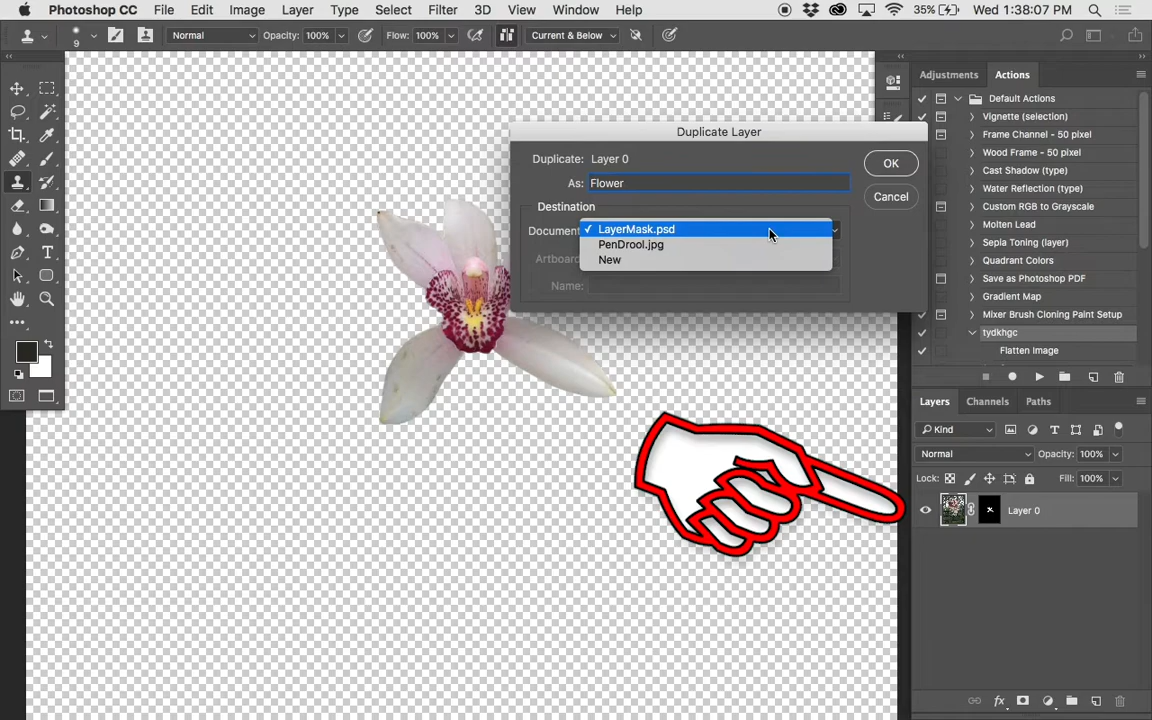 Photoshop CC File Edit Image Layer Type Select Filter 3D View Window Help 35% Wed 1:38:07 PM
9 Normal Opacity: 100% Flow: 100% Current & Below
Adjustments Actions
Default Actions
Vignette (selection)
Frame Channel - 50 pixel
Wood Frame - 50 pixel
Cast Shadow (type)
Water Reflection (type)
Custom RGB to Grayscale
Molten Lead
Sepia Toning (layer)
Quadrant Colors
Save as Photoshop PDF
Gradient Map
Mixer Brush Cloning Paint Setup
tydkhgc
Flatten Image
Duplicate Layer
Duplicate: Layer 0
As: Flower
OK
Cancel
Destination
Document
LayerMask.psd
PenDrool.jpg
New
Artboard
Name:
Layers Channels Paths
Kind
Normal Opacity: 100%
Lock: Fill: 100%
Layer 0
fx